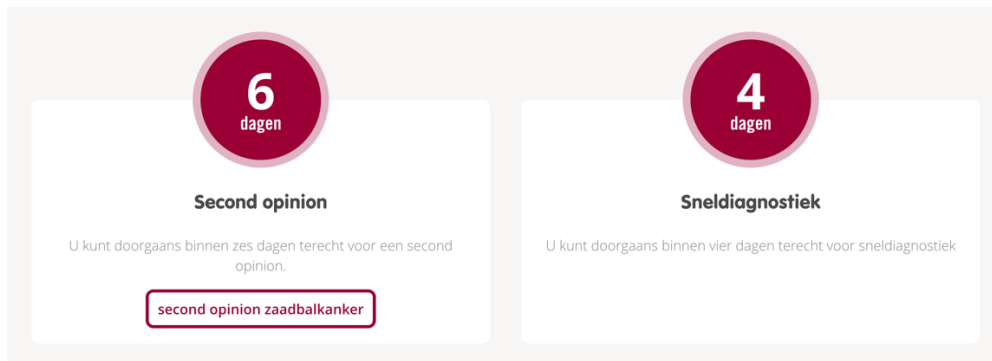 6
dagen
Second opinion
U kunt doorgaans binnen zes dagen terecht voor een second
opinion.
second opinion zaadbalkanker
4
dagen
Sneldiagnostiek
U kunt doorgaans binnen vier dagen terecht voor sneldiagnostiek